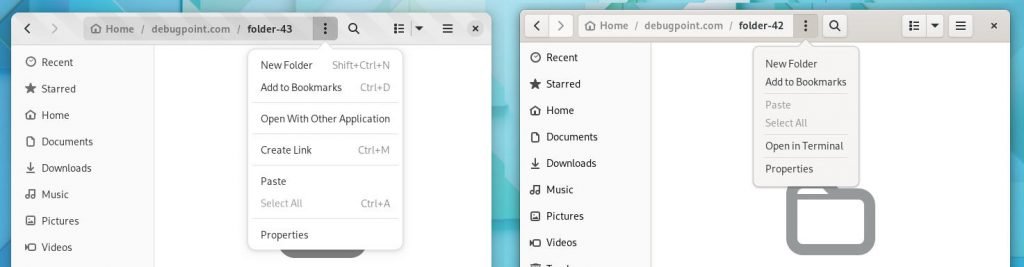 Home / debugpoint.com / folder-43
Recent
Starred
Home
Documents
Downloads
Music
Pictures
Videos
New Folder Shift+Ctrl+N
Add to Bookmarks Ctrl+D
Open With Other Application
Create Link Ctrl+M
Paste
Select All Ctrl+A
Properties
Home / debugpoint.com / folder-42
Recent
Starred
Home
Documents
Downloads
Music
Pictures
Videos
New Folder
Add to Bookmarks
Paste
Select All
Open in Terminal
Properties